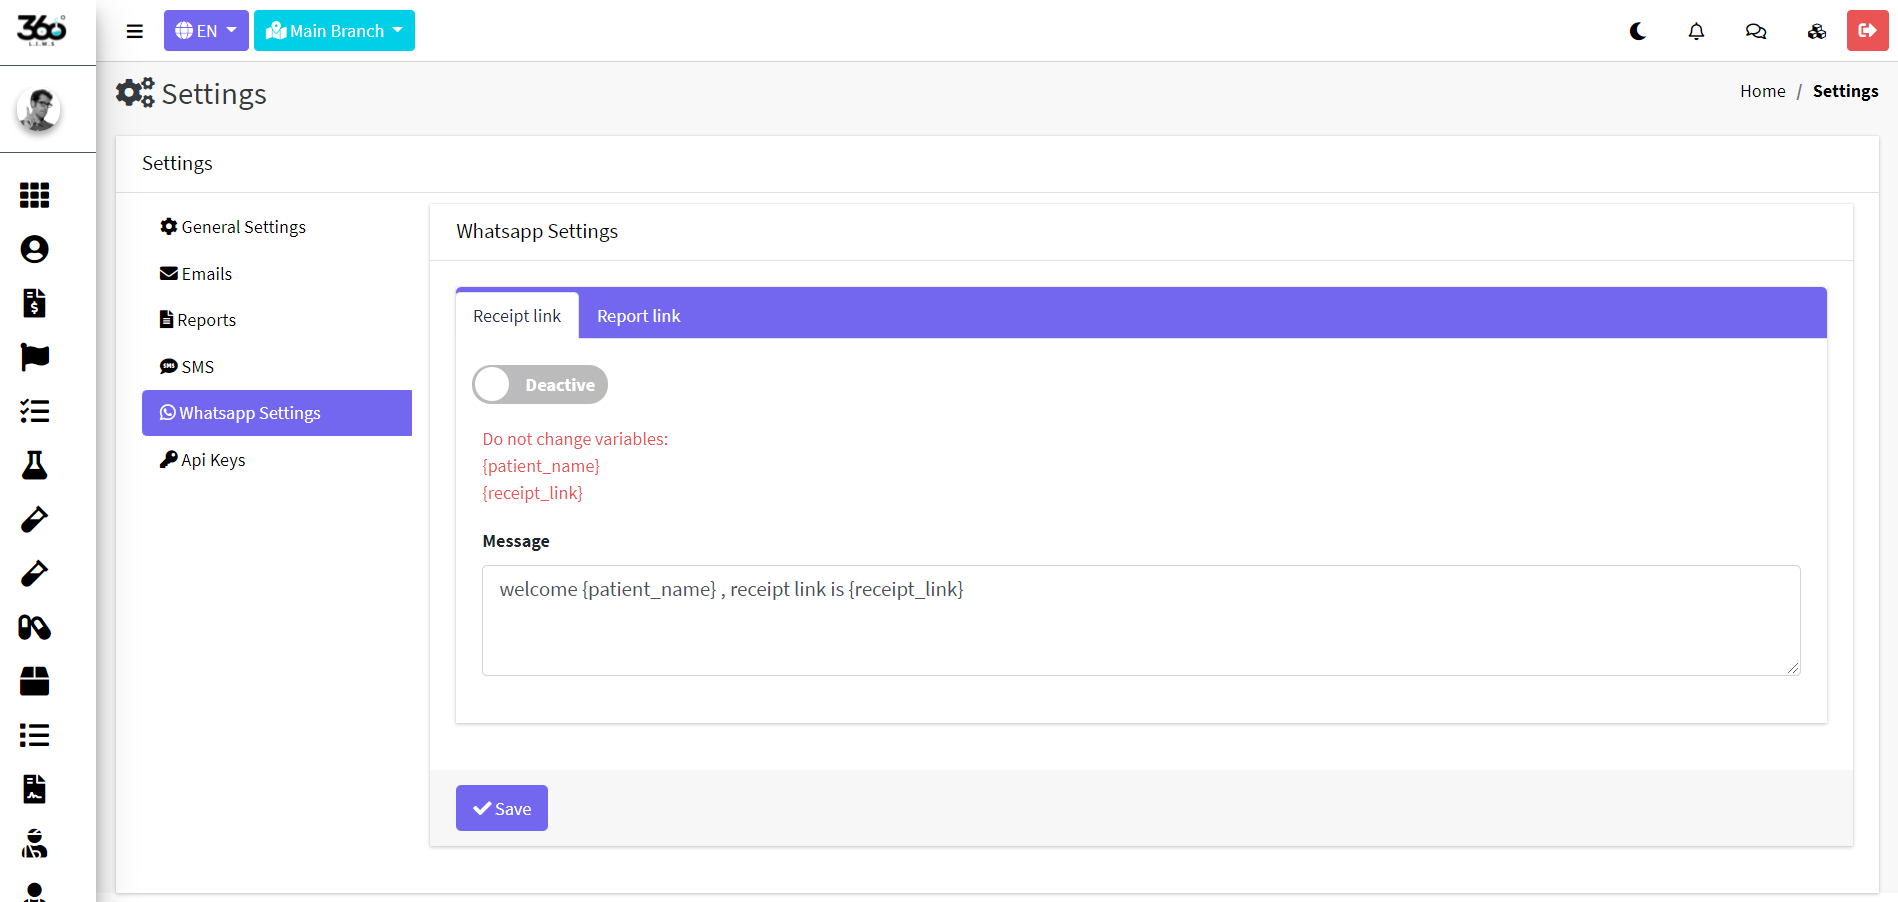 360
L.I.M.S
EN
Main Branch
Settings
Home / Settings
Settings
General Settings
Emails
Reports
SMS
Whatsapp Settings
Api Keys
Whatsapp Settings
Receipt link
Report link
Deactive
Do not change variables:
{patient_name}
{receipt_link}
Message
welcome {patient_name} , receipt link is {receipt_link}
Save